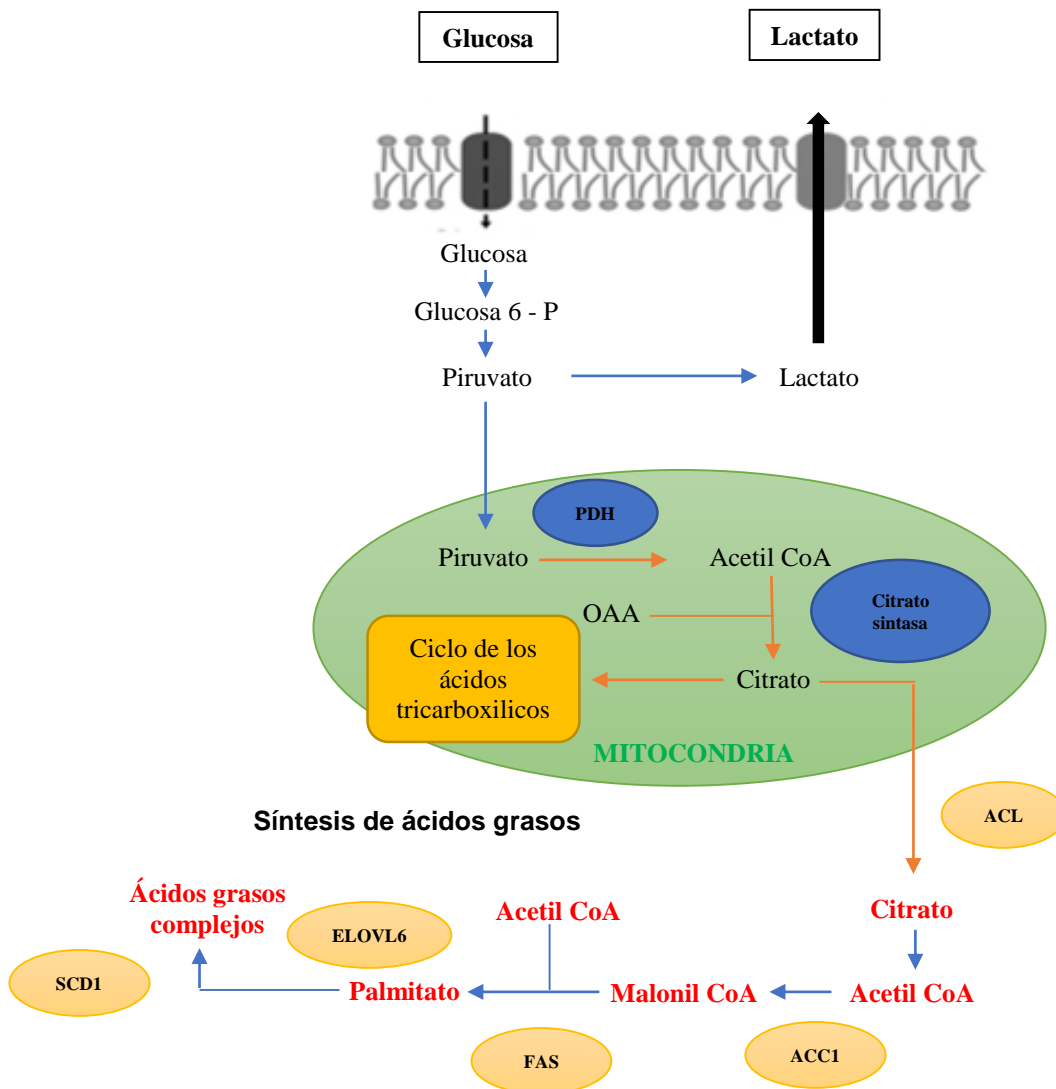 Glucosa
Lactato
Glucosa
Glucosa 6 - P
Piruvato
Lactato
PDH
Piruvato
Acetil CoA
Citrato
sintasa
OAA
Ciclo de los
ácidos
tricarboxilicos
Citrato
MITOCONDRIA
Síntesis de ácidos grasos
ACL
Ácidos grasos
complejos
ELOVL6
Acetil CoA
Citrato
SCD1
Palmitato
Malonil CoA
Acetil CoA
FAS
ACC1